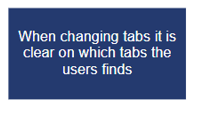 When changing tabs it is
clear on which tabs the
users finds